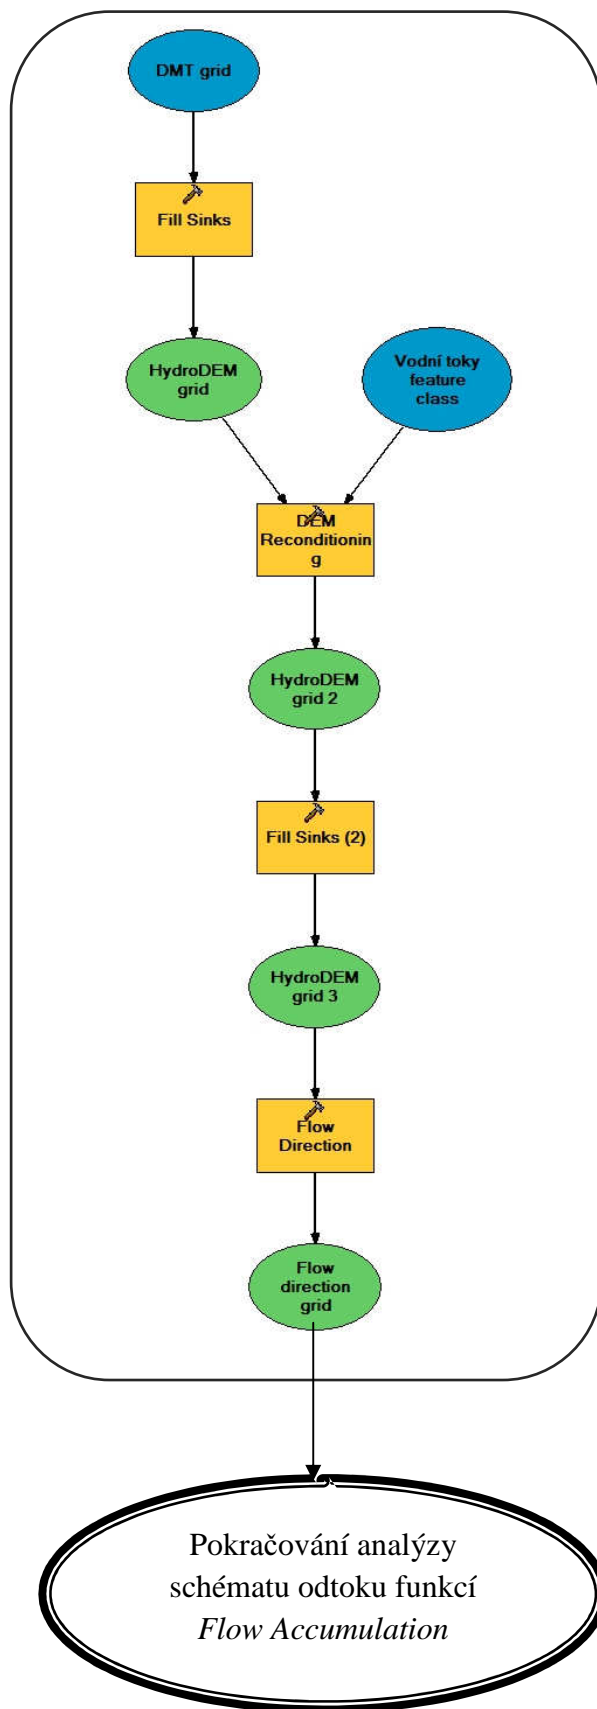 DMT grid
Fill Sinks
HydroDEM
grid
Vodní toky
feature
class
DEM
Reconditionin
g
HydroDEM
grid 2
Fill Sinks (2)
HydroDEM
grid 3
Flow
Direction
Flow
direction
grid
Pokračování analýzy
schématu odtoku funkcí
Flow Accumulation